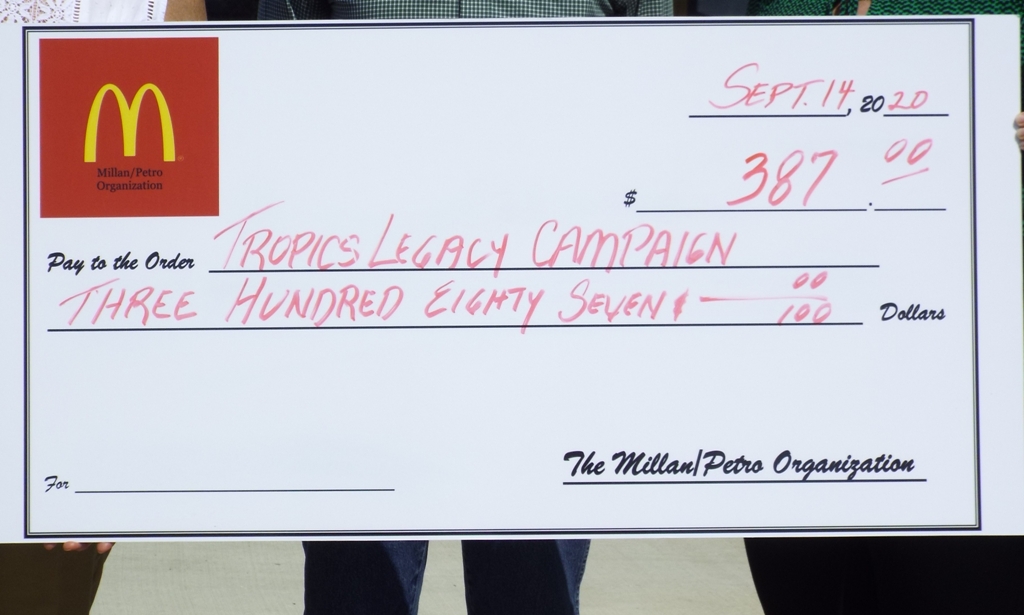 M
Millan/Petro
Organization
SEPT. 14, 2020
$ 387.00
Pay to the Order TROPICS LEGACY CAMPAIGN
THREE HUNDRED EIGHTY SEVEN & 00/100 Dollars
For
The Millan/Petro Organization